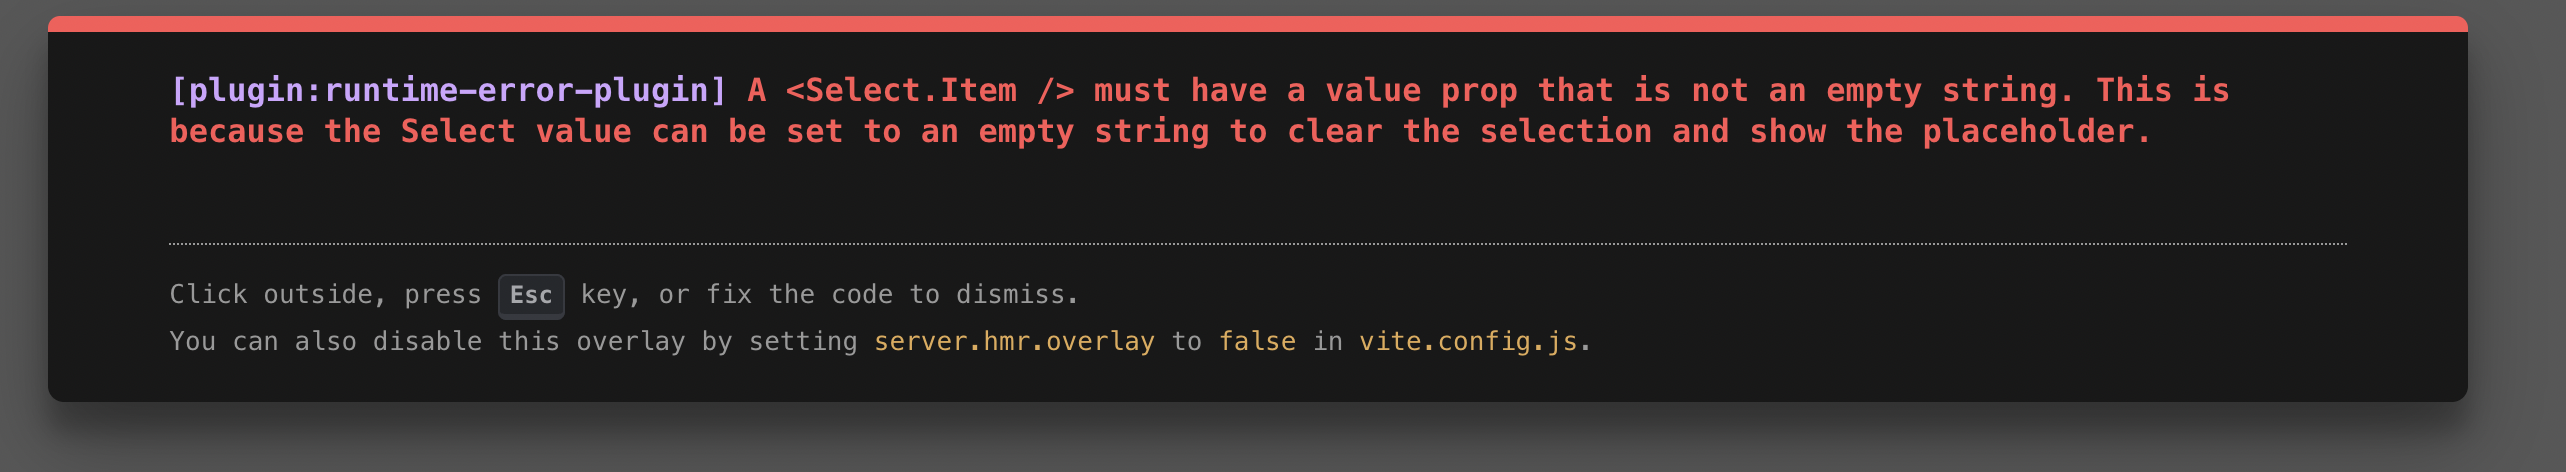 [plugin:runtime-error-plugin] A <Select.Item /> must have a value prop that is not an empty string. This is
because the Select value can be set to an empty string to clear the selection and show the placeholder.
Click outside, press Esc key, or fix the code to dismiss.
You can also disable this overlay by setting server.hmr.overlay to false in vite.config.js.